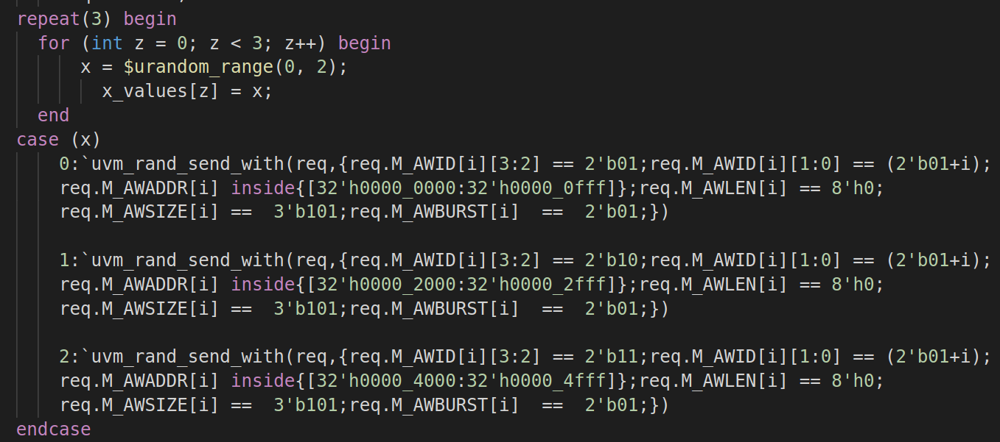 repeat(3) begin
for (int z = 0; z < 3; z++) begin
x = $urandom_range(0, 2);
x_values[z] = x;
end
case (x)
0:`uvm_rand_send_with(req,{req.M_AWID[i][3:2] == 2'b01;req.M_AWID[i][1:0] == (2'b01+i);
req.M_AWADDR[i] inside{[32'h0000_0000:32'h0000_0fff]};req.M_AWLEN[i] == 8'h0;
req.M_AWSIZE[i] ==  3'b101;req.M_AWBURST[i]  ==  2'b01;})
1:`uvm_rand_send_with(req,{req.M_AWID[i][3:2] == 2'b10;req.M_AWID[i][1:0] == (2'b01+i);
req.M_AWADDR[i] inside{[32'h0000_2000:32'h0000_2fff]};req.M_AWLEN[i] == 8'h0;
req.M_AWSIZE[i] ==  3'b101;req.M_AWBURST[i]  ==  2'b01;})
2:`uvm_rand_send_with(req,{req.M_AWID[i][3:2] == 2'b11;req.M_AWID[i][1:0] == (2'b01+i);
req.M_AWADDR[i] inside{[32'h0000_4000:32'h0000_4fff]};req.M_AWLEN[i] == 8'h0;
req.M_AWSIZE[i] ==  3'b101;req.M_AWBURST[i]  ==  2'b01;})
endcase